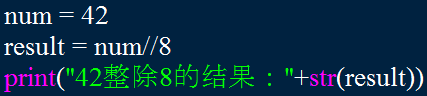 num = 42
result = num//8
print("42整除8的结果："+str(result))